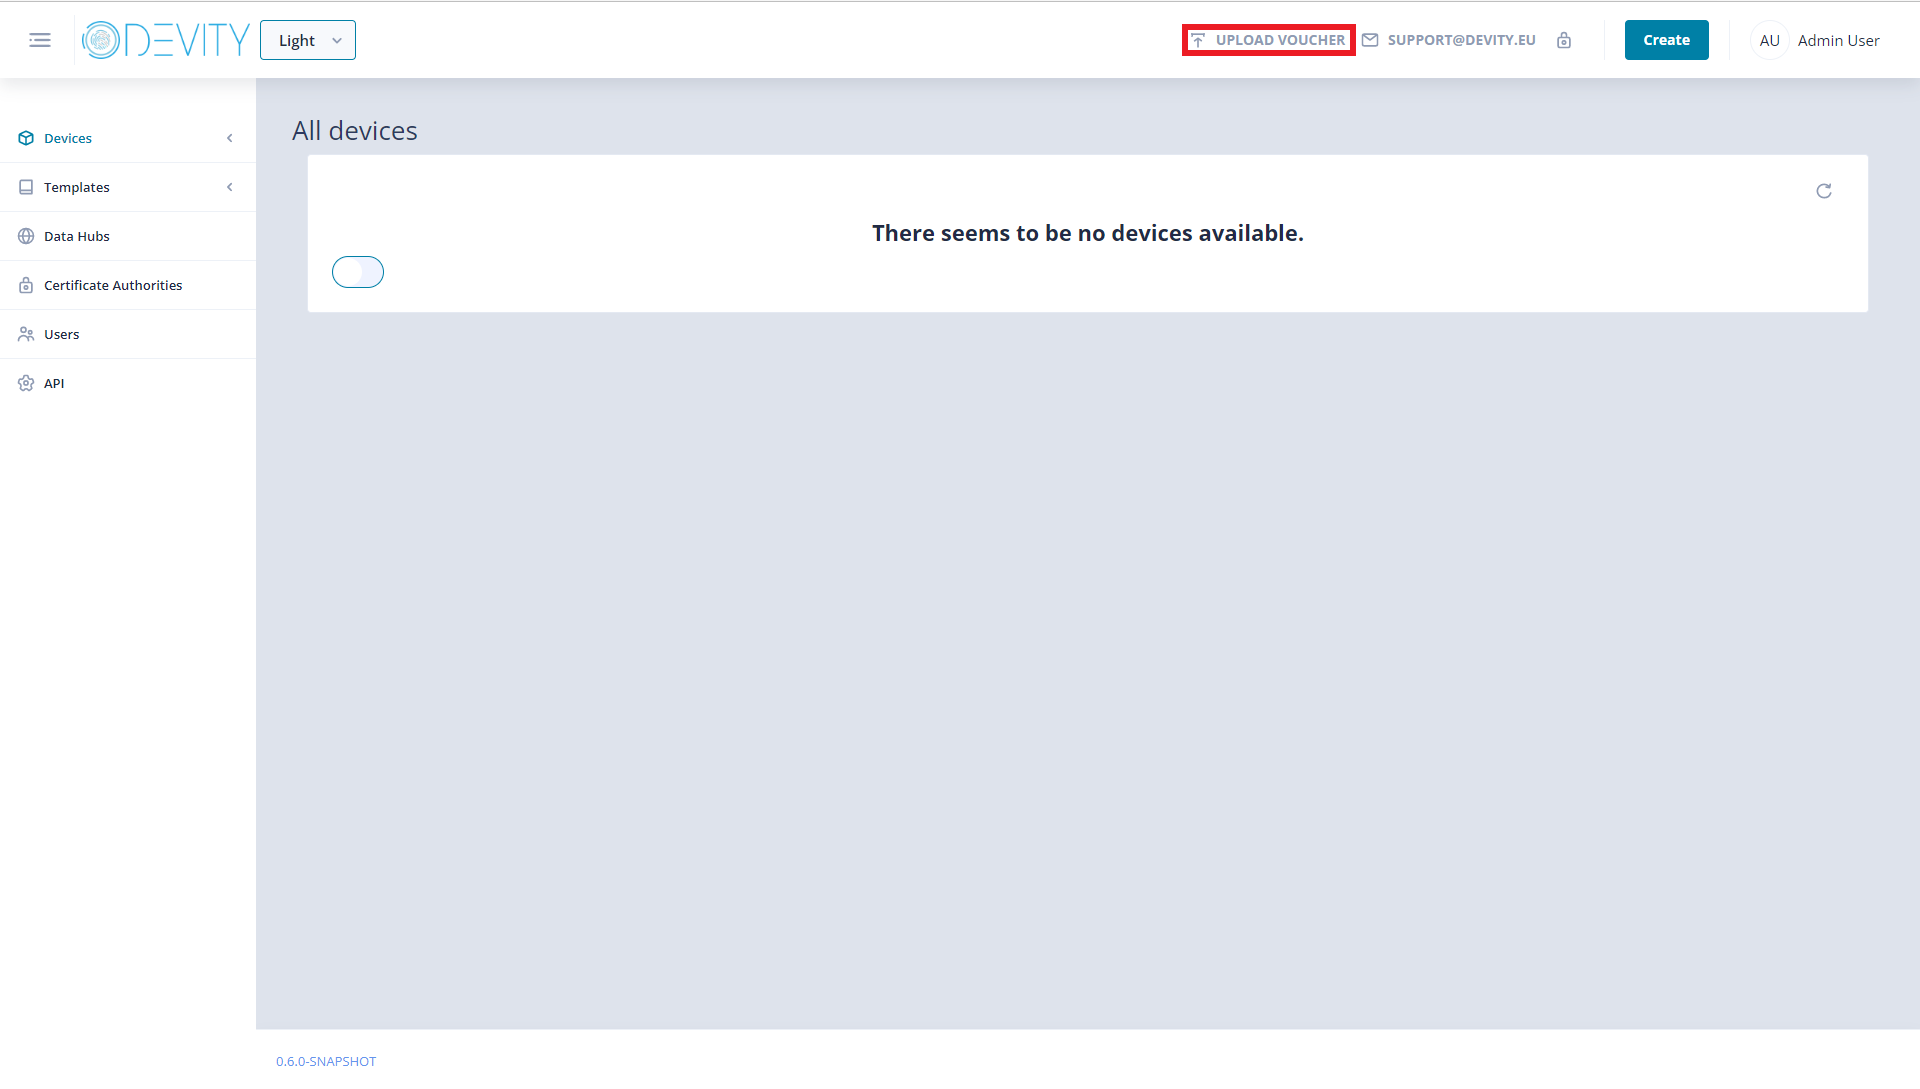 DEVITY
Light
UPLOAD VOUCHER
SUPPORT@DEVITY.EU
Create
AU
Admin User
Devices
Templates
Data Hubs
Certificate Authorities
Users
API
All devices
There seems to be no devices available.
0.6.0-SNAPSHOT